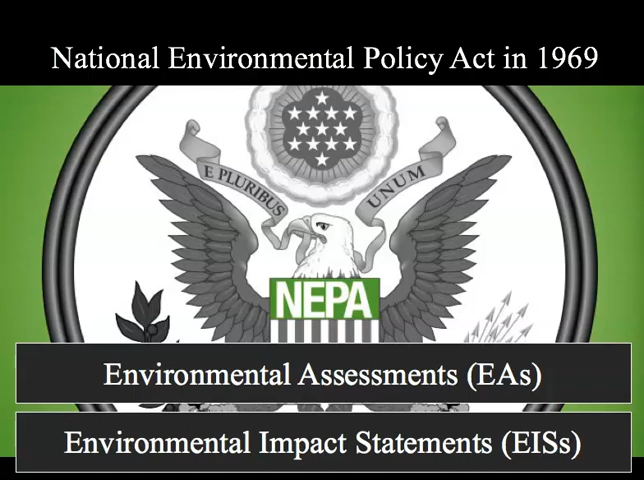 National Environmental Policy Act in 1969
E PLURIBUS UNUM
NEPA
Environmental Assessments (EAs)
Environmental Impact Statements (EISs)